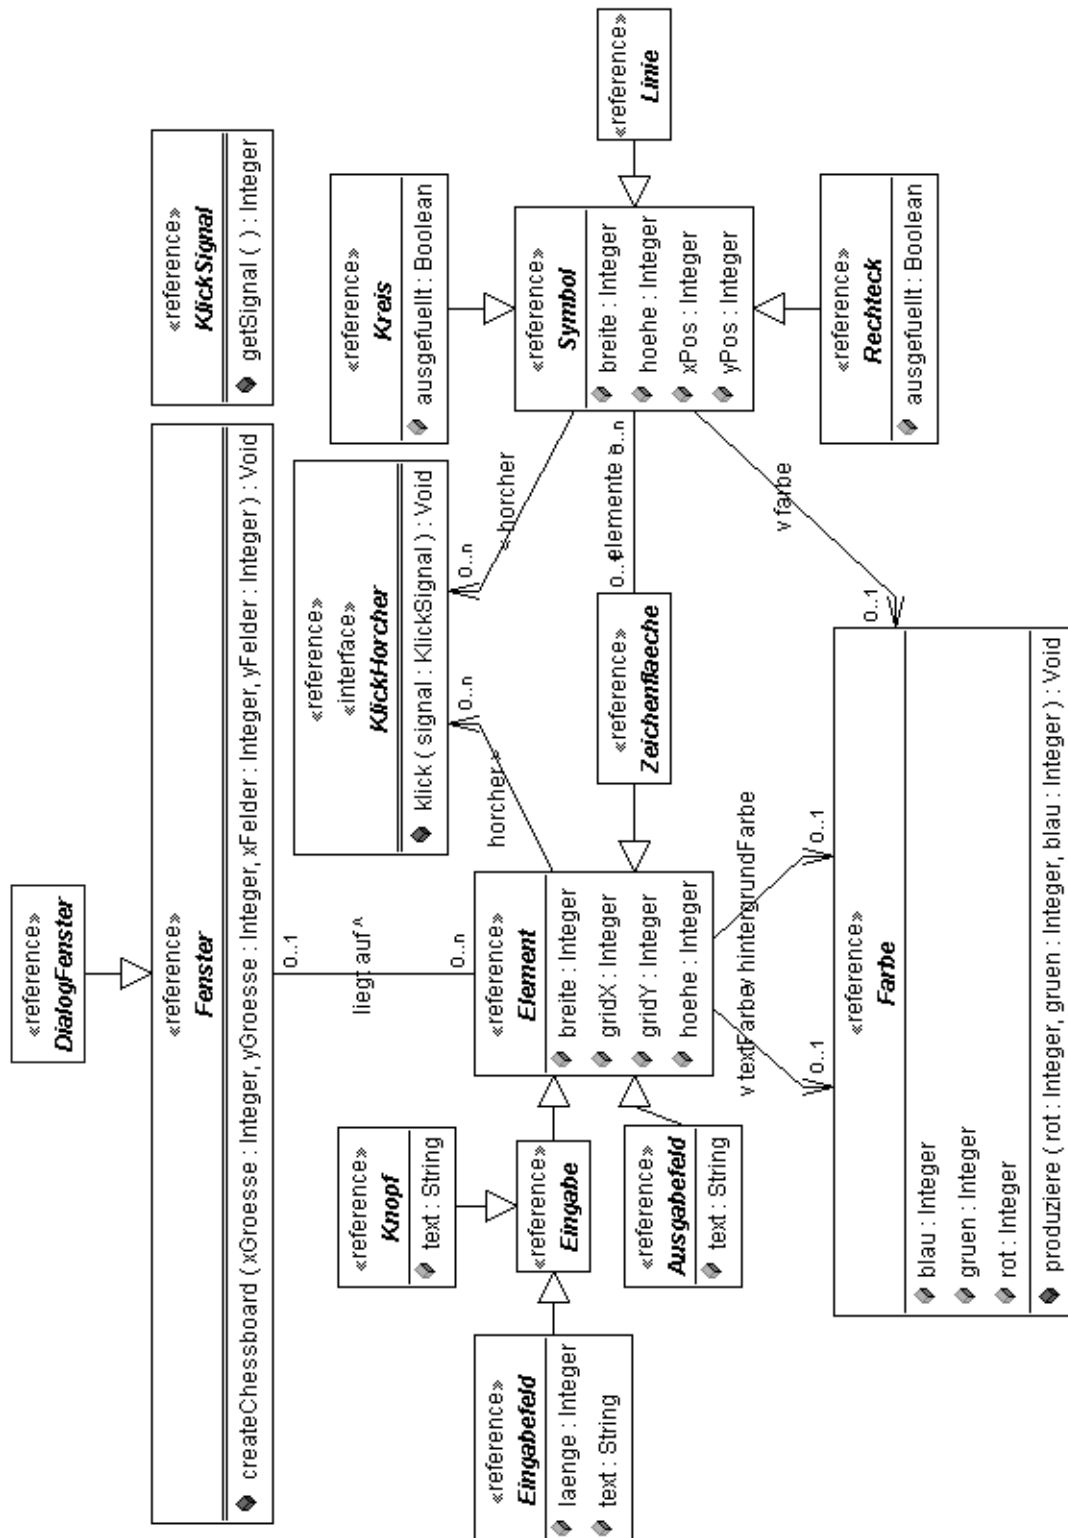 «reference»
DialogFenster
«reference»
Fenster
createChessboard ( xGroesse : Integer, yGroesse : Integer, xFelder : Integer, yFelder : Integer ) : Void
«reference»
KlickSignal
getSignal ( ) : Integer
0..1
liegt auf ^
0..n
«reference»
«interface»
KlickHorcher
klick ( signal : KlickSignal ) : Void
0..n
0..n
horcher >
< horcher
«reference»
Kreis
ausgefuellt : Boolean
«reference»
Knopf
text : String
«reference»
Eingabefeld
laenge : Integer
text : String
«reference»
Eingabe
«reference»
Element
breite : Integer
gridX : Integer
gridY : Integer
hoehe : Integer
«reference»
Symbol
breite : Integer
hoehe : Integer
xPos : Integer
yPos : Integer
«reference»
Linie
«reference»
Ausgabefeld
text : String
«reference»
Zeichenflaeche
elemente
0..n
v textFarbe
v hintergrundFarbe
0..1
0..1
v farbe
0..1
«reference»
Rechteck
ausgefuellt : Boolean
«reference»
Farbe
blau : Integer
gruen : Integer
rot : Integer
produziere ( rot : Integer, gruen : Integer, blau : Integer ) : Void